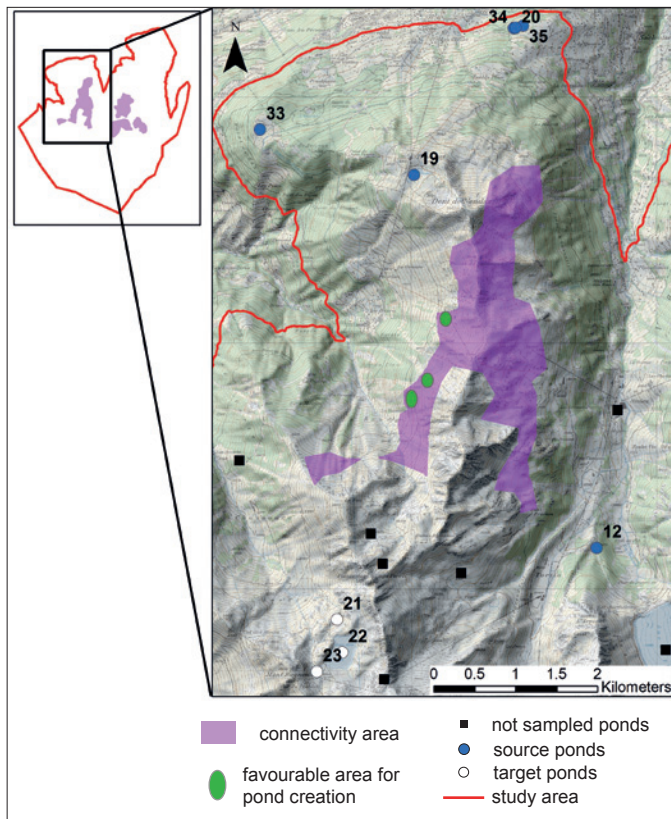 N
34 20
35
33
19
12
21
22
23
0 0.5 1 1.5 2
Kilometers
connectivity area
favourable area for
pond creation
not sampled ponds
source ponds
target ponds
study area